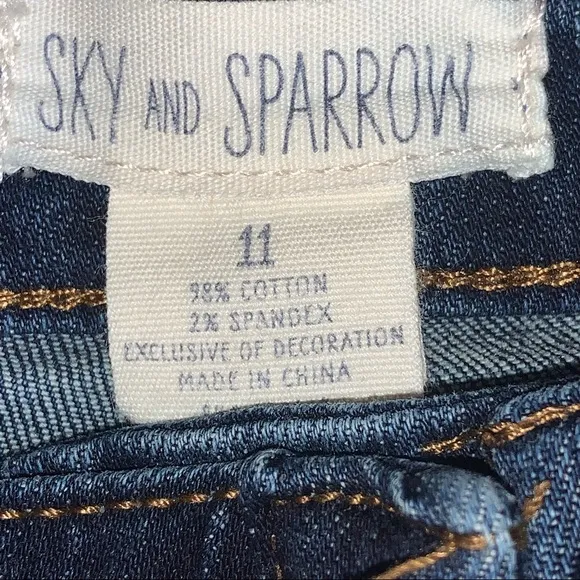 SKY AND SPARROW
11
98% COTTON
2% SPANDEX
EXCLUSIVE OF DECORATION
MADE IN CHINA